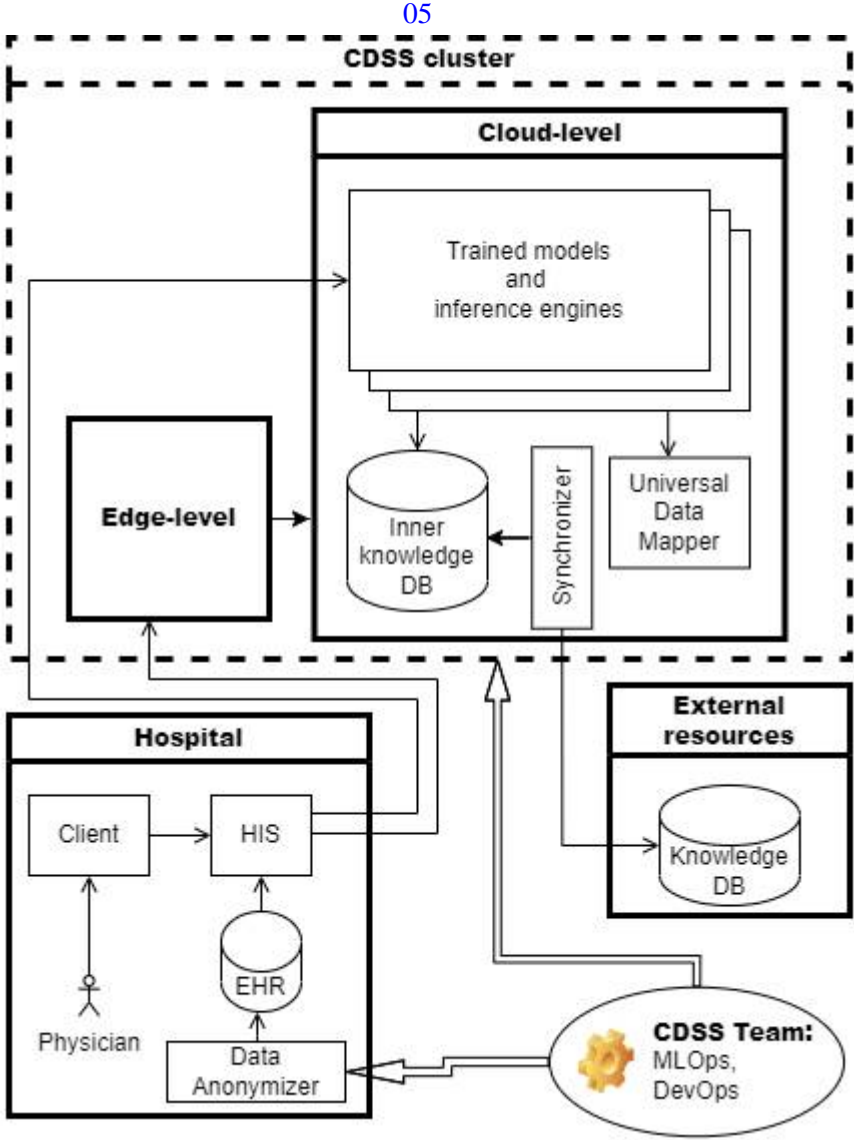 05
CDSS cluster
Cloud-level
Trained models
and
inference engines
Edge-level
Inner
knowledge
DB
Synchronizer
Universal
Data
Mapper
Hospital
Client
HIS
EHR
Physician
Data
Anonymizer
External
resources
Knowledge
DB
CDSS Team:
MLOps,
DevOps